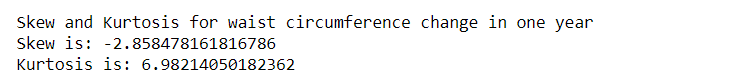 Skew and Kurtosis for waist circumference change in one year
Skew is: -2.858478161816786
Kurtosis is: 6.98214050182362